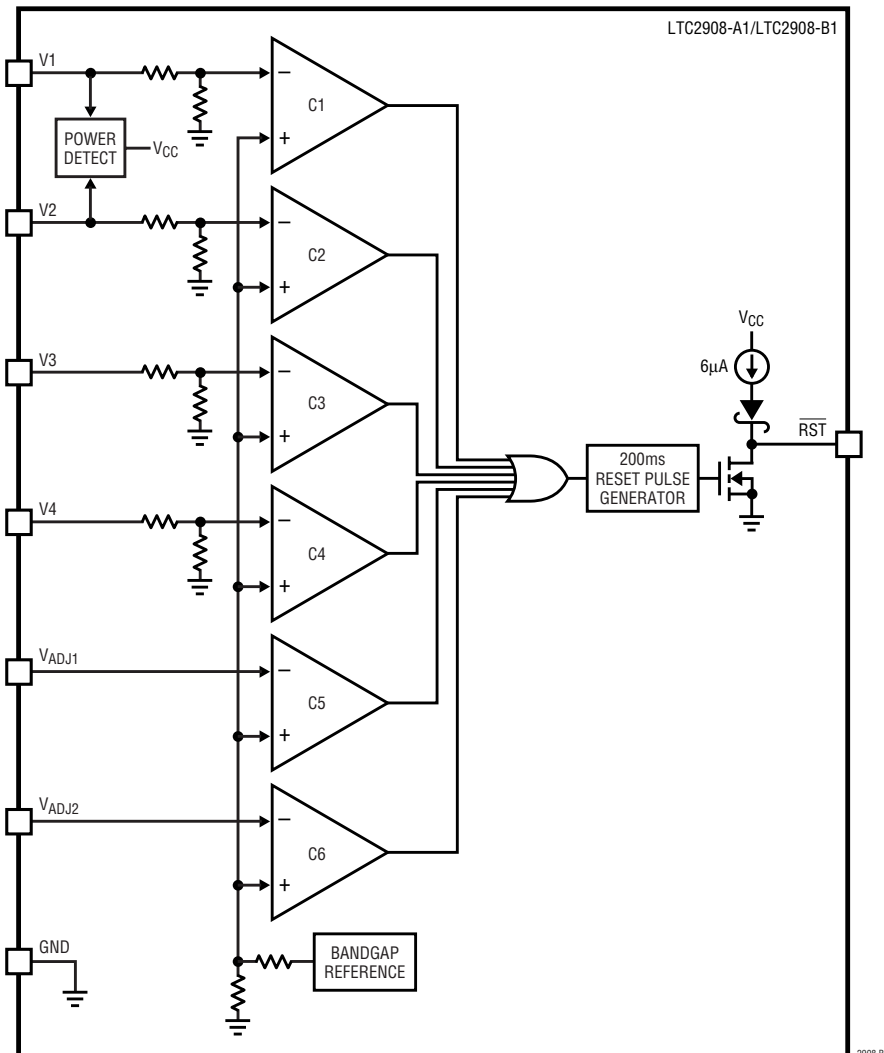 LTC2908-A1/LTC2908-B1
V1
−
C1
+
POWER
DETECT
VCC
V2
−
C2
+
V3
−
C3
+
VCC
6µA
RST
200ms
RESET PULSE
GENERATOR
V4
−
C4
+
VADJ1
−
C5
+
VADJ2
−
C6
+
GND
BANDGAP
REFERENCE